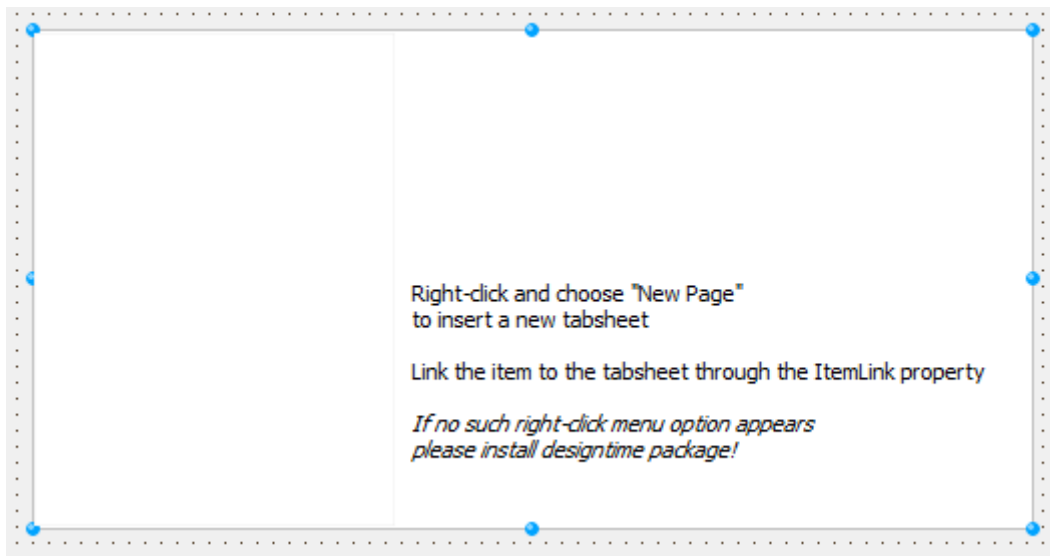 Right-click and choose "New Page"
to insert a new tabsheet
Link the item to the tabsheet through the ItemLink property
If no such right-click menu option appears
please install designtime package!